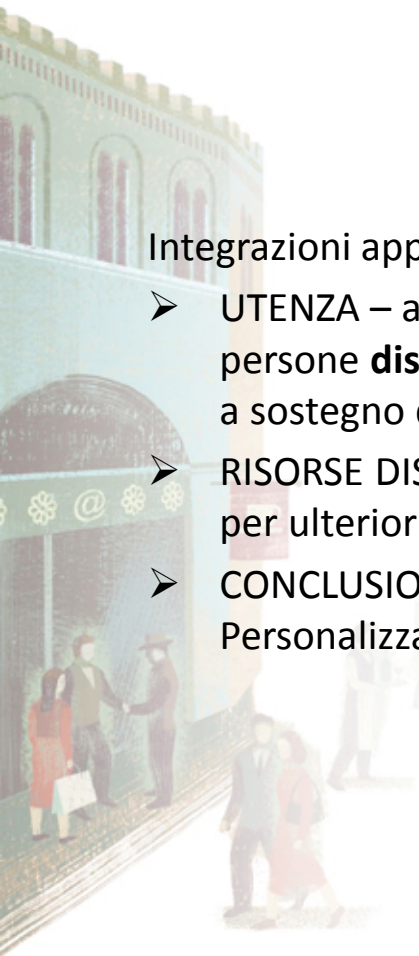 Integrazioni app
➢ UTENZA – a
persone dis
a sostegno
➢ RISORSE DIS
per ulterior
➢ CONCLUSIO
Personalizza
@